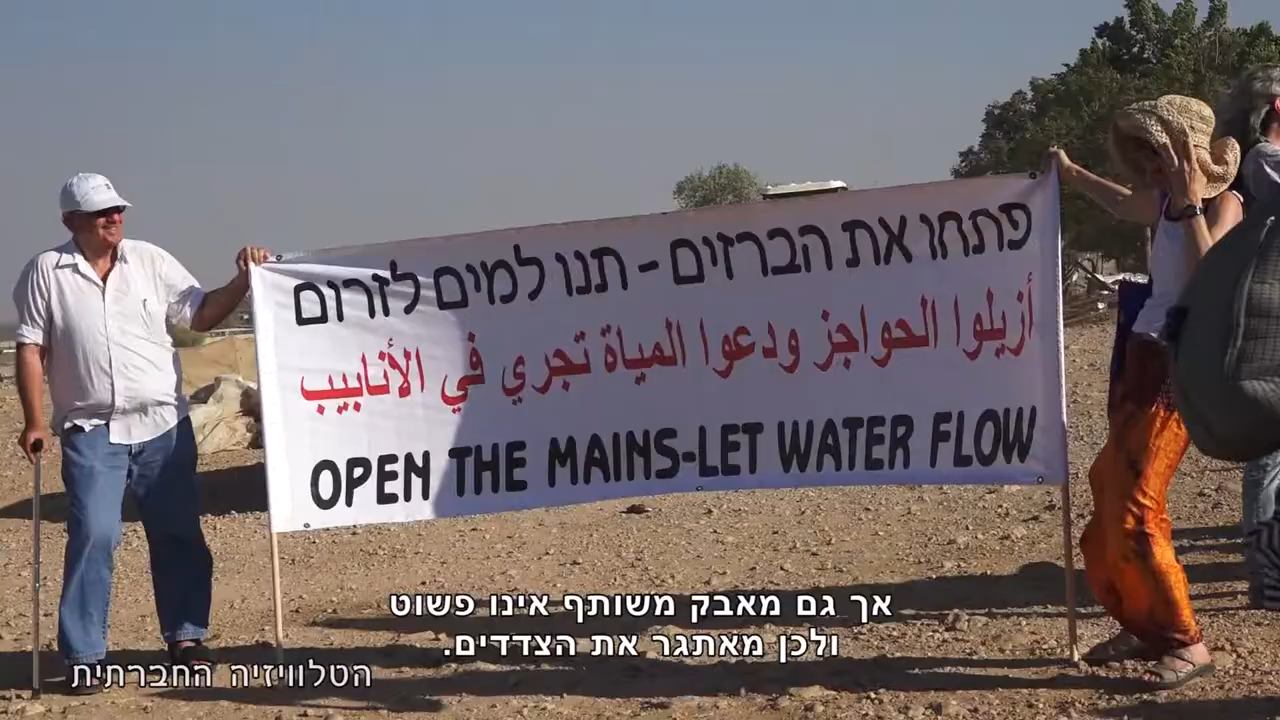 פתחו את הברזים - תנו למים לזרום
أزيلوا الحواجز ودعوا المياة تجري في الأنابيب
OPEN THE MAINS-LET WATER FLOW
אך גם מאבק משותף אינו פשוט
ולכן מאתגר את הצדדים.
הטלוויזיה החברתית